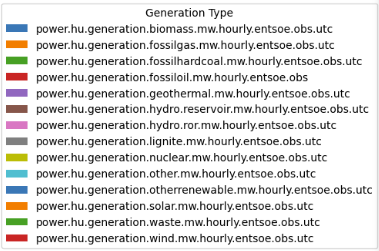 Generation Type
power.hu.generation.biomass.mw.hourly.entsoe.obs.utc
power.hu.generation.fossilgas.mw.hourly.entsoe.obs.utc
power.hu.generation.fossilhardcoal.mw.hourly.entsoe.obs.utc
power.hu.generation.fossiloil.mw.hourly.entsoe.obs
power.hu.generation.geothermal.mw.hourly.entsoe.obs.utc
power.hu.generation.hydro.reservoir.mw.hourly.entsoe.obs.utc
power.hu.generation.hydro.ror.mw.hourly.entsoe.obs.utc
power.hu.generation.lignite.mw.hourly.entsoe.obs.utc
power.hu.generation.nuclear.mw.hourly.entsoe.obs.utc
power.hu.generation.other.mw.hourly.entsoe.obs.utc
power.hu.generation.otherrenewable.mw.hourly.entsoe.obs.utc
power.hu.generation.solar.mw.hourly.entsoe.obs.utc
power.hu.generation.waste.mw.hourly.entsoe.obs.utc
power.hu.generation.wind.mw.hourly.entsoe.obs.utc